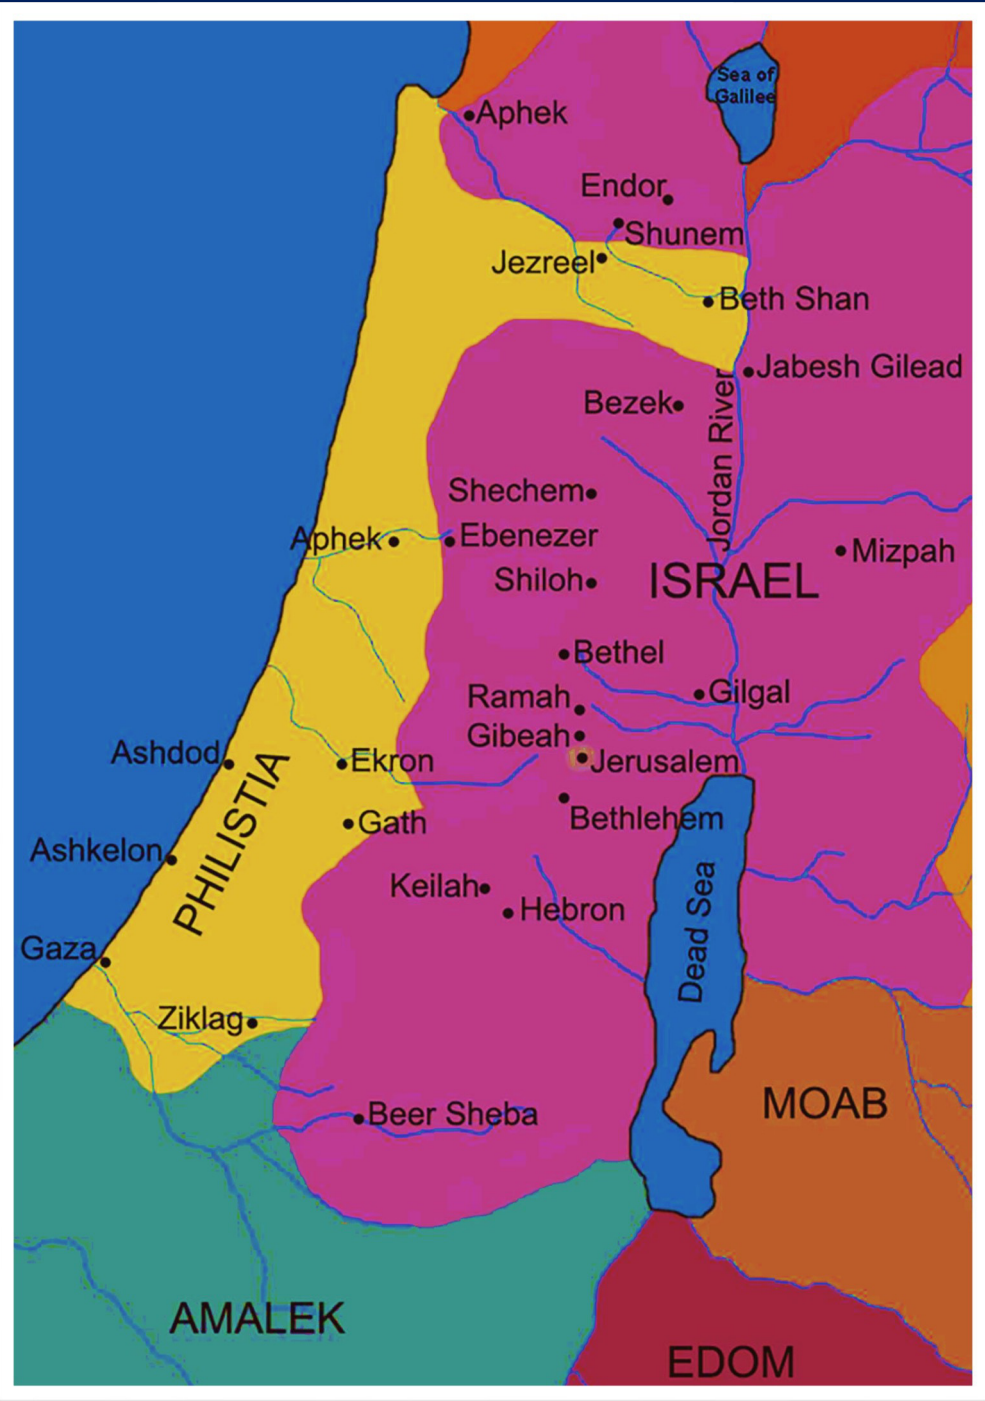 Sea of
Galilee
Aphek
Endor
Shunem
Jezreel
Beth Shan
Jabesh Gilead
Bezek
Jordan River
Shechem
Aphek
Ebenezer
Mizpah
Shiloh
ISRAEL
Bethel
Gilgal
Ramah
Gibeah
Ashdod
Ekron
Jerusalem
PHILISTIA
Gath
Bethlehem
Ashkelon
Keilah
Hebron
Dead Sea
Gaza
Ziklag
MOAB
Beer Sheba
AMALEK
EDOM